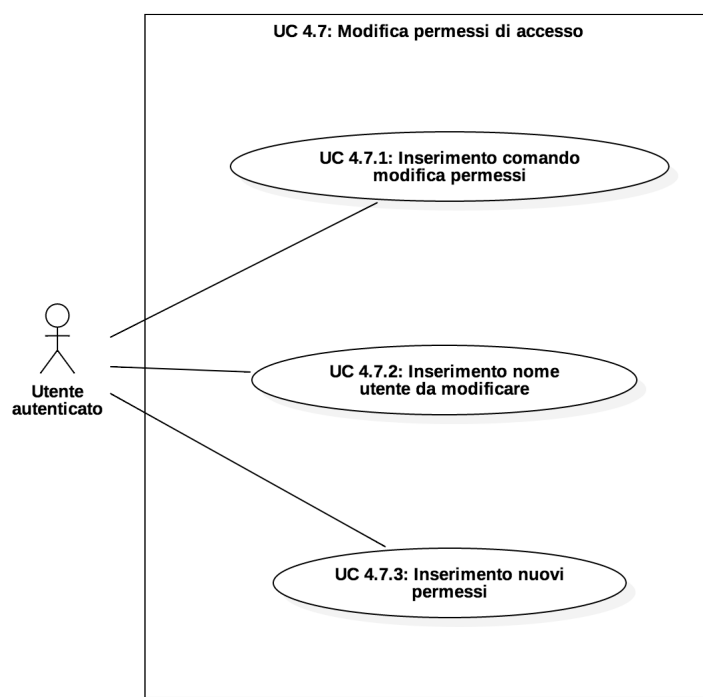 UC 4.7: Modifica permessi di accesso
UC 4.7.1: Inserimento comando
modifica permessi
UC 4.7.2: Inserimento nome
utente da modificare
Utente
autenticato
UC 4.7.3: Inserimento nuovi
permessi